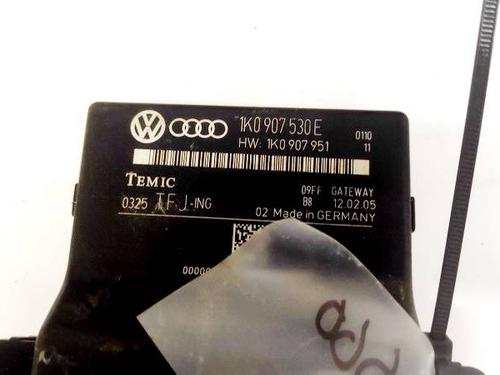 1K0 907 530 E
HW: 1K0 907 951
0110
11
TEMIC
09FF GATEWAY
0325 TFJ-ING
B8 12.02.05
02 Made in GERMANY